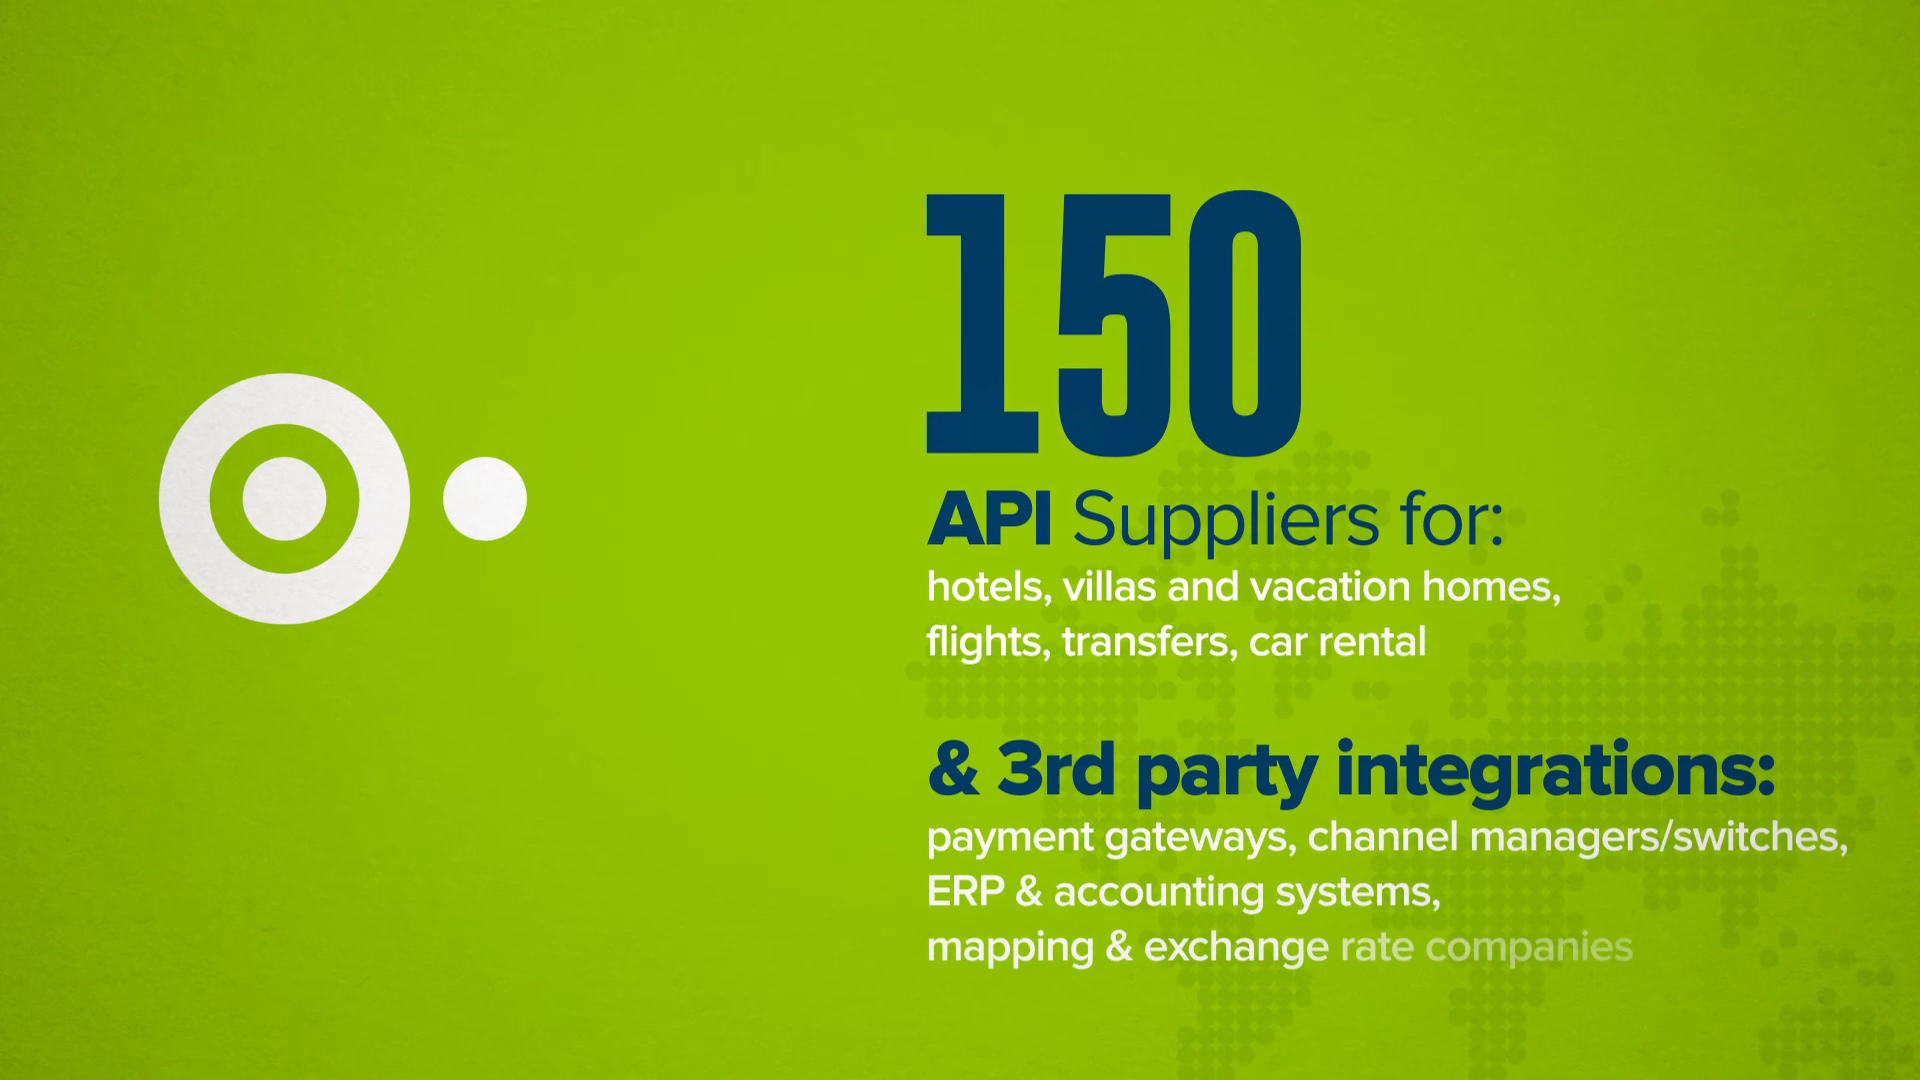 150
API Suppliers for:
hotels, villas and vacation homes,
flights, transfers, car rental
& 3rd party integrations:
payment gateways, channel managers/switches,
ERP & accounting systems,
mapping & exchange rate companies